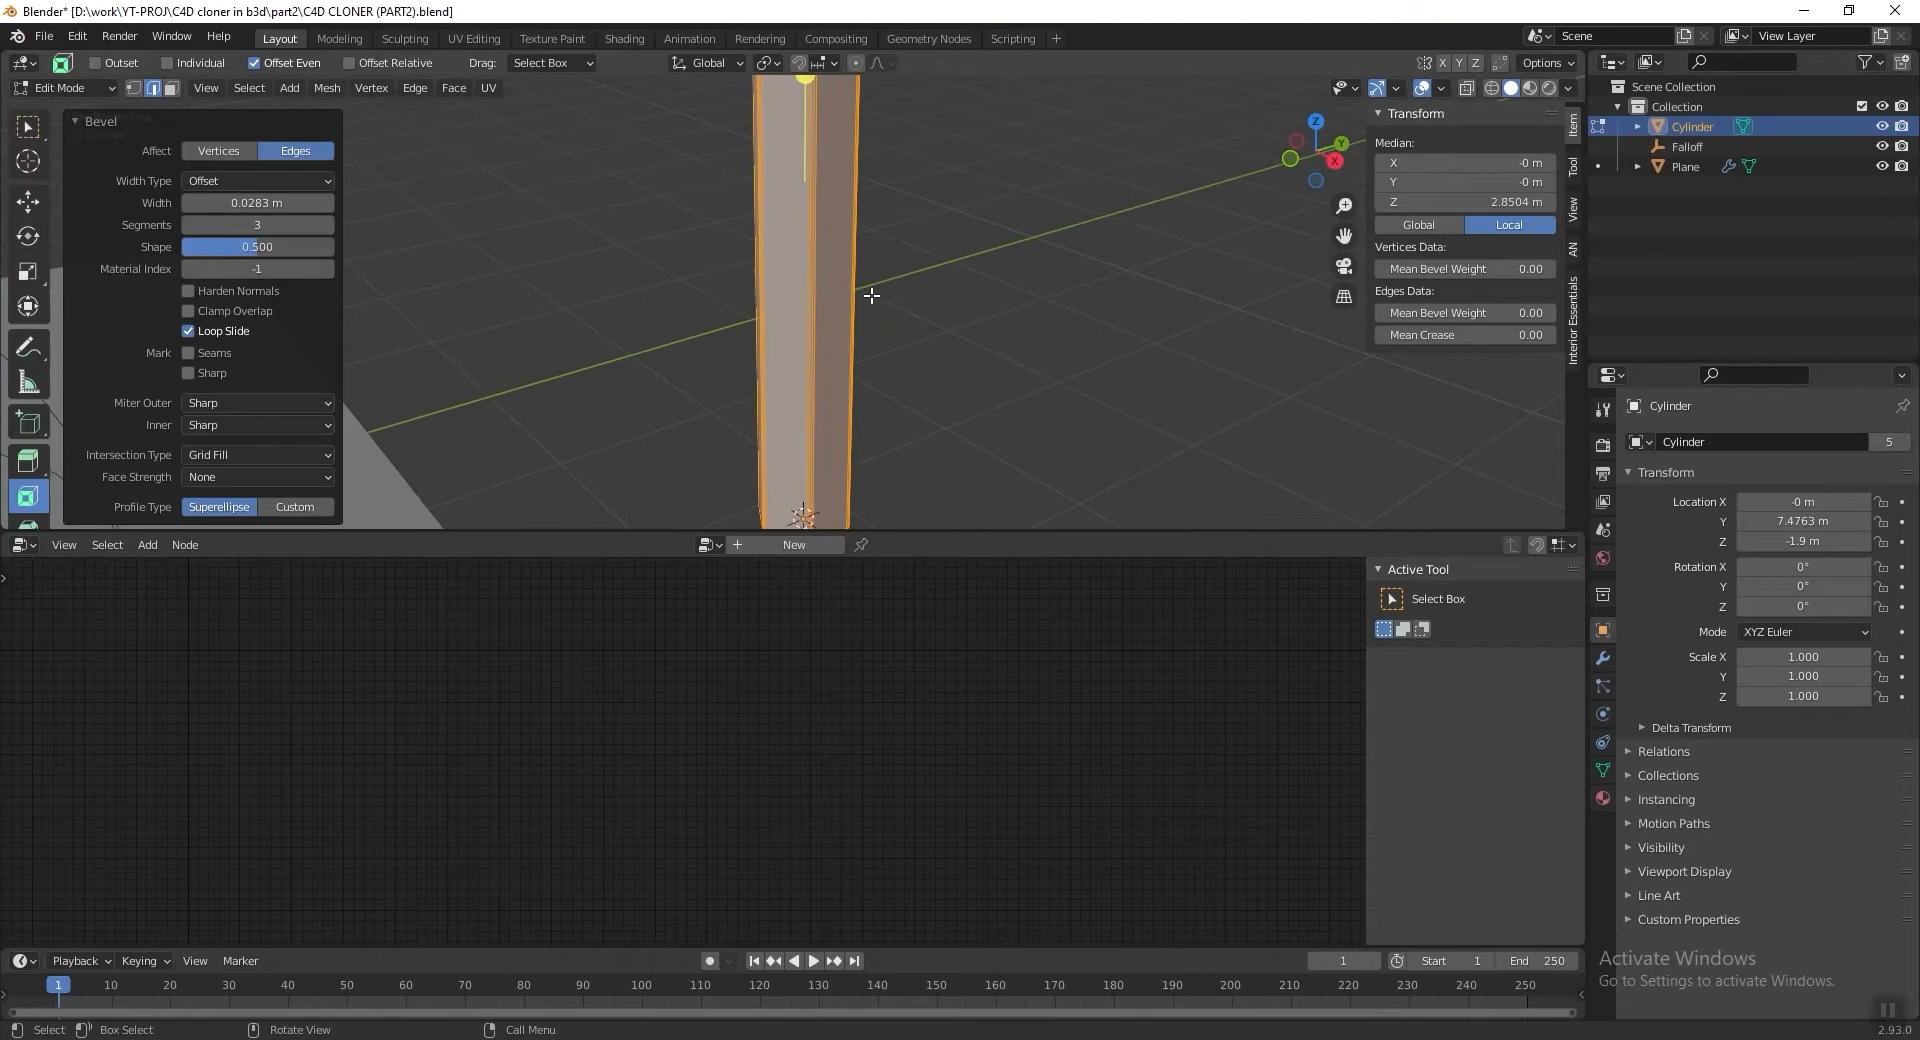 Blender* [D:\work\YT-PROJ\C4D cloner in b3d\part2\C4D CLONER (PART2).blend]
File Edit Render Window Help
Layout Modeling Sculpting UV Editing Texture Paint Shading Animation Rendering Compositing Geometry Nodes Scripting +
Scene
View Layer
Outset Individual Offset Even Offset Relative Drag: Select Box
Global
X Y Z Options
Edit Mode View Select Add Mesh Vertex Edge Face UV
Bevel
Affect Vertices Edges
Width Type Offset
Width 0.0283 m
Segments 3
Shape 0.500
Material Index -1
Harden Normals
Clamp Overlap
Loop Slide
Mark Seams
Sharp
Miter Outer Sharp
Inner Sharp
Intersection Type Grid Fill
Face Strength None
Profile Type Superellipse Custom
Z
Y
X
Transform
Median:
X -0 m
Y -0 m
Z 2.8504 m
Global Local
Vertices Data:
Mean Bevel Weight 0.00
Edges Data:
Mean Bevel Weight 0.00
Mean Crease 0.00
Item
Tool
View
AN
Interior Essentials
Scene Collection
Collection
Cylinder
Falloff
Plane
Cylinder
Cylinder 5
Transform
Location X -0 m
Y 7.4763 m
Z -1.9 m
Rotation X 0°
Y 0°
Z 0°
Mode XYZ Euler
Scale X 1.000
Y 1.000
Z 1.000
Delta Transform
Relations
Collections
Instancing
Motion Paths
Visibility
Viewport Display
Line Art
Custom Properties
View Select Add Node
+ New
Active Tool
Select Box
Activate Windows
Go to Settings to activate Windows.
Playback Keying View Marker
1 Start 1 End 250
1 10 20 30 40 50 60 70 80 90 100 110 120 130 140 150 160 170 180 190 200 210 220 230 240 250
Select Box Select Rotate View Call Menu
2.93.0